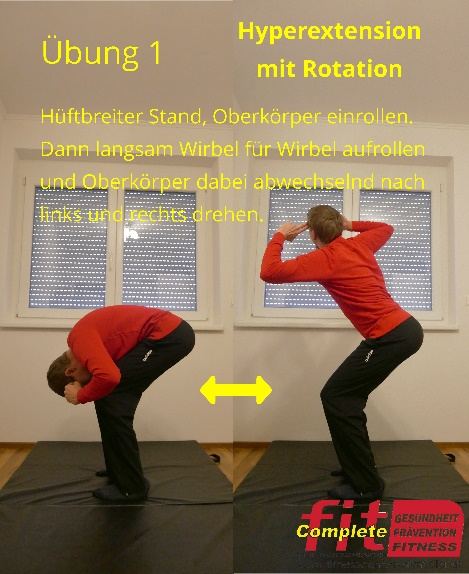 Übung 1
Hyperextension
mit Rotation
Hüftbreiter Stand, Oberkörper einrollen.
Dann langsam Wirbel für Wirbel aufrollen
und Oberkörper dabei abwechselnd nach
links und rechts drehen.
fit
Complete
GESUNDHEIT
PRÄVENTION
FITNESS